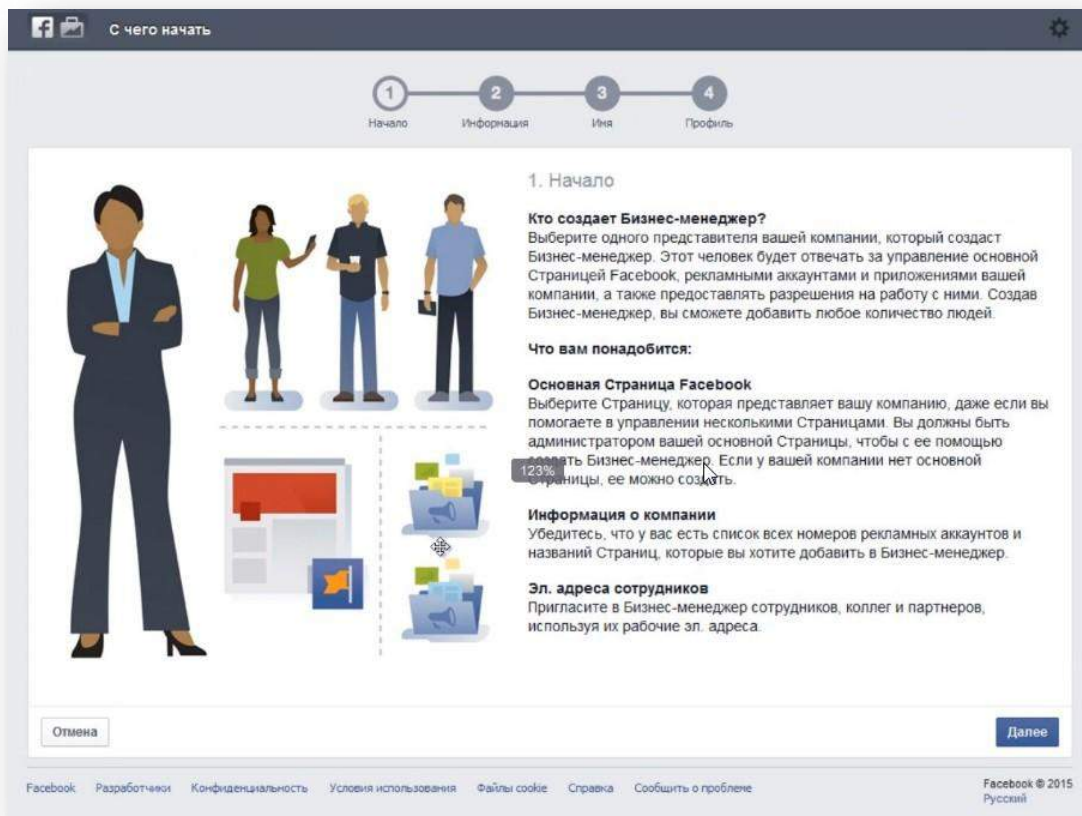 С чего начать
1 2 3 4
Начало Информация Имя Профиль
1. Начало
Кто создает Бизнес-менеджер?
Выберите одного представителя вашей компании, который создаст
Бизнес-менеджер. Этот человек будет отвечать за управление основной
Страницей Facebook, рекламными аккаунтами и приложениями вашей
компании, а также предоставлять разрешения на работу с ними. Создав
Бизнес-менеджер, вы сможете добавить любое количество людей.
Что вам понадобится:
Основная Страница Facebook
Выберите Страницу, которая представляет вашу компанию, даже если вы
помогаете в управлении несколькими Страницами. Вы должны быть
администратором вашей основной Страницы, чтобы с ее помощью
создать Бизнес-менеджер. Если у вашей компании нет основной
123%
Страницы, ее можно создать.
Информация о компании
Убедитесь, что у вас есть список всех номеров рекламных аккаунтов и
названий Страниц, которые вы хотите добавить в Бизнес-менеджер.
Эл. адреса сотрудников
Пригласите в Бизнес-менеджер сотрудников, коллег и партнеров,
используя их рабочие эл. адреса.
Отмена Далее
Facebook Разработчики Конфиденциальность Условия использования Файлы cookie Справка Сообщить о проблеме Facebook © 2015
Русский